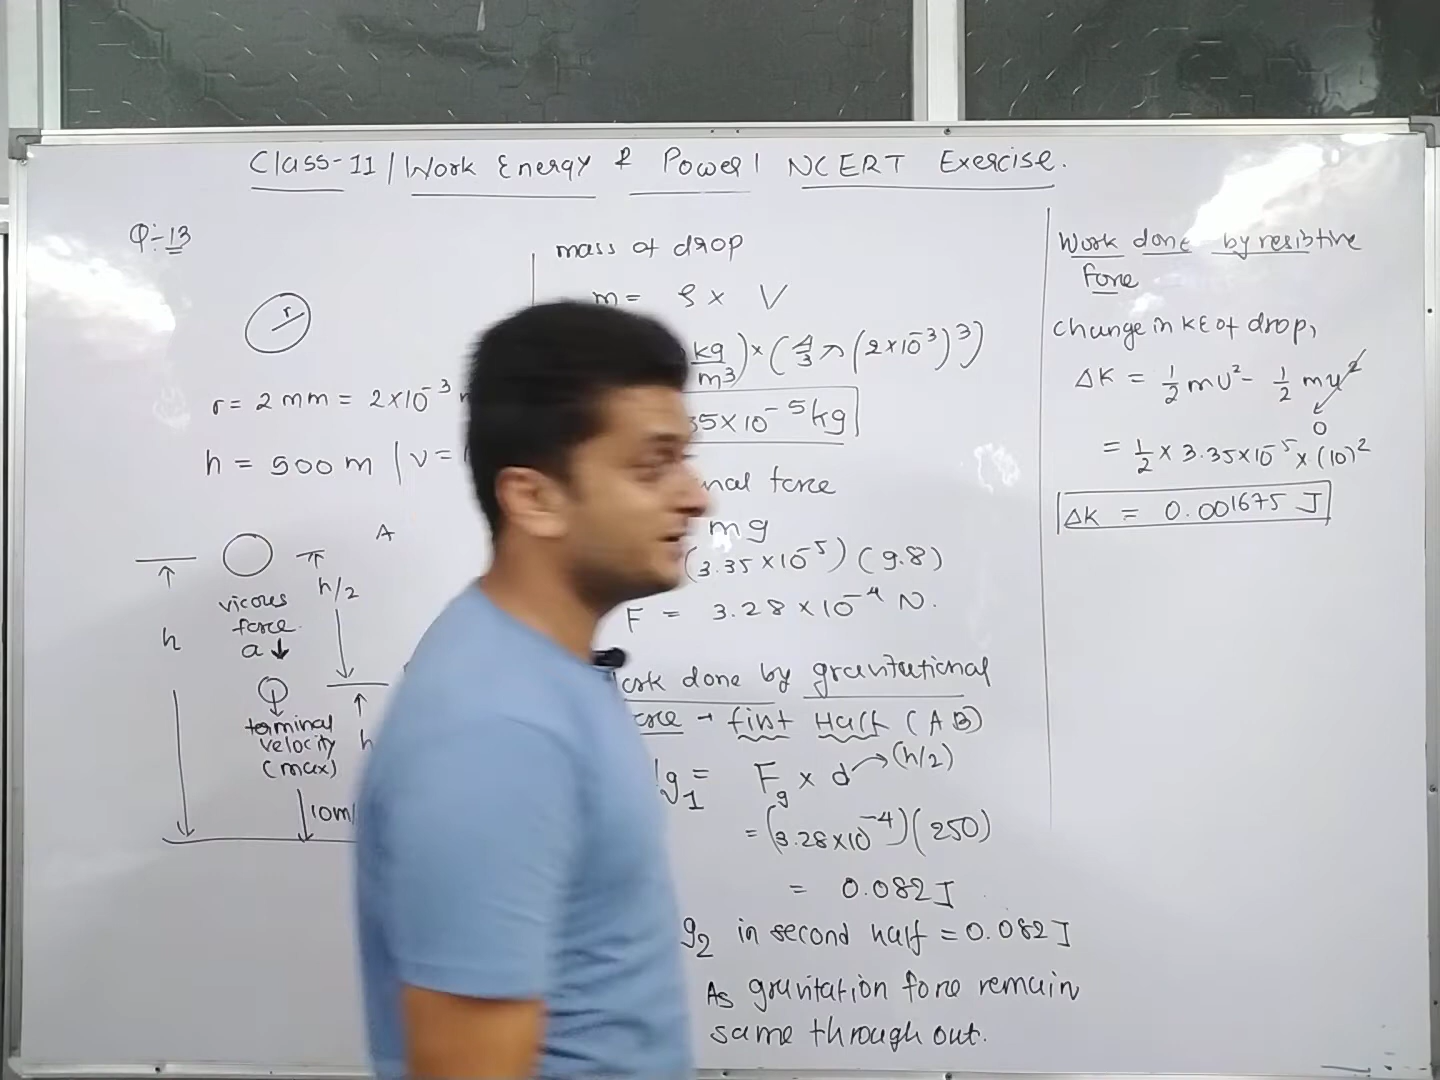 Class-11 / Work Energy & Power | NCERT Exercise.
Q:-13
r
r = 2 mm = 2×10⁻³
h = 500 m | v =
A
h/2
vicous
force
a ↓
h
terminal
velocity
(max)
h
10m/
mass of drop
m = ρ × V
kg/m³) × (4/3 π (2×10⁻³)³)
35×10⁻⁵ kg
nal force
mg
(3.35×10⁻⁵) (9.8)
F = 3.28×10⁻⁴ N.
ork done by gravitational
orce → first Half (AB)
g₁ = Fg × d → (h/2)
= (3.28×10⁻⁴)(250)
= 0.082 J
g₂ in second half = 0.082 J
As gravitation force remain
same through out.
Work done by resistive
force
change in KE of drop,
ΔK = 1/2 mv² - 1/2 mu²
0
= 1/2 × 3.35×10⁻⁵ × (10)²
ΔK = 0.001675 J